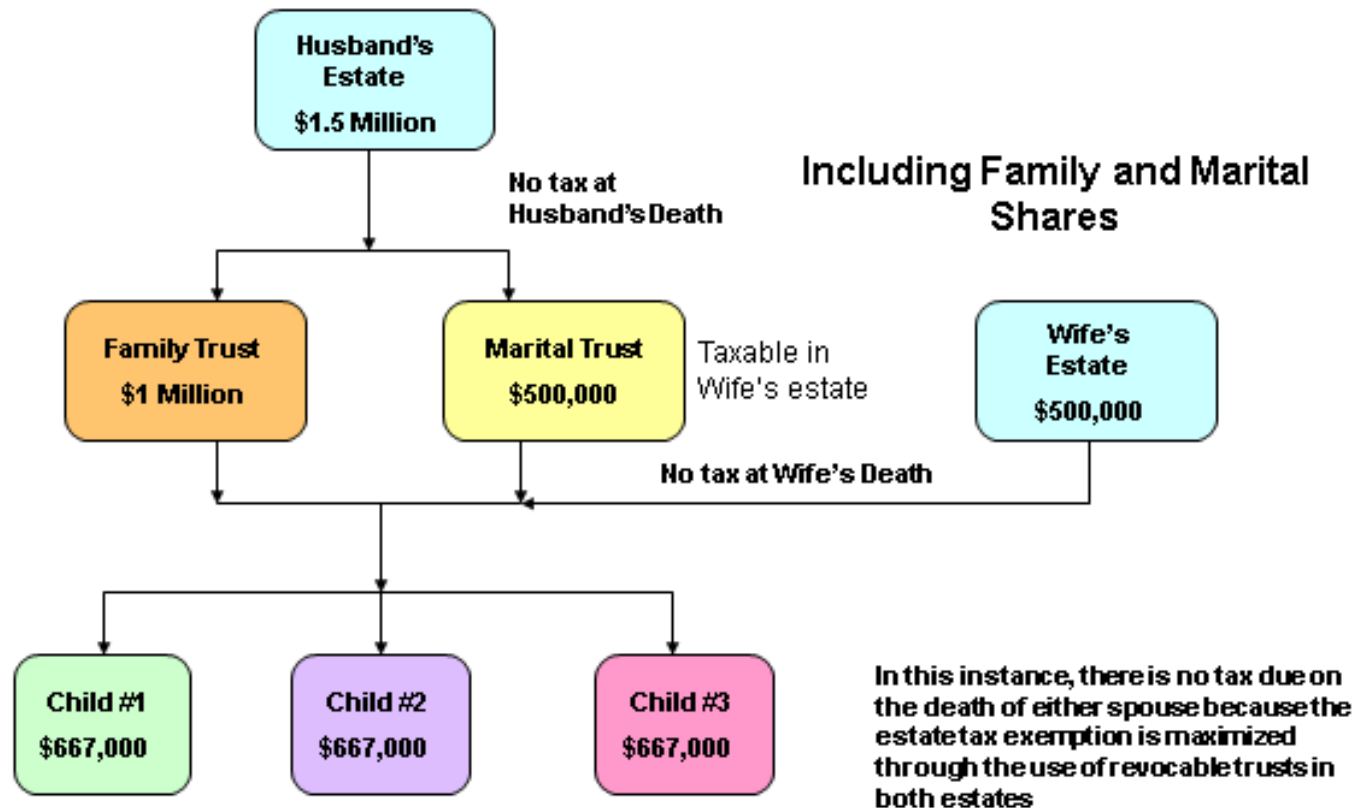 Husband's
Estate
$1.5 Million
No tax at
Husband's Death
Including Family and Marital
Shares
Family Trust
$1 Million
Marital Trust
$500,000
Taxable in
Wife's estate
Wife's
Estate
$500,000
No tax at Wife's Death
Child #1
$667,000
Child #2
$667,000
Child #3
$667,000
In this instance, there is no tax due on
the death of either spouse because the
estate tax exemption is maximized
through the use of revocable trusts in
both estates